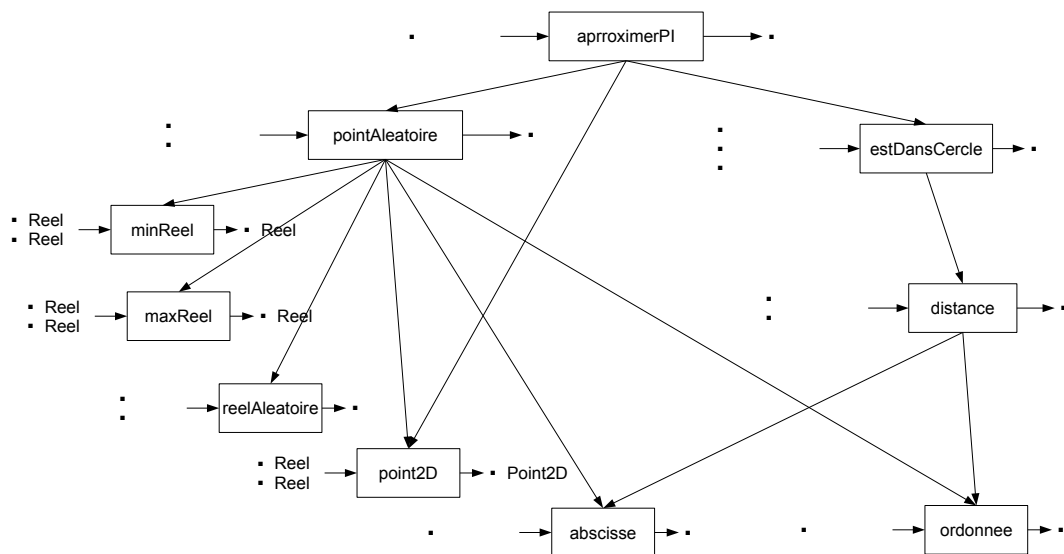 aprroximerPI
pointAleatoire
estDansCercle
▪ Reel
▪ Reel
minReel
▪ Reel
▪ Reel
▪ Reel
maxReel
▪ Reel
distance
reelAleatoire
▪ Reel
▪ Reel
point2D
▪ Point2D
abscisse
ordonnee